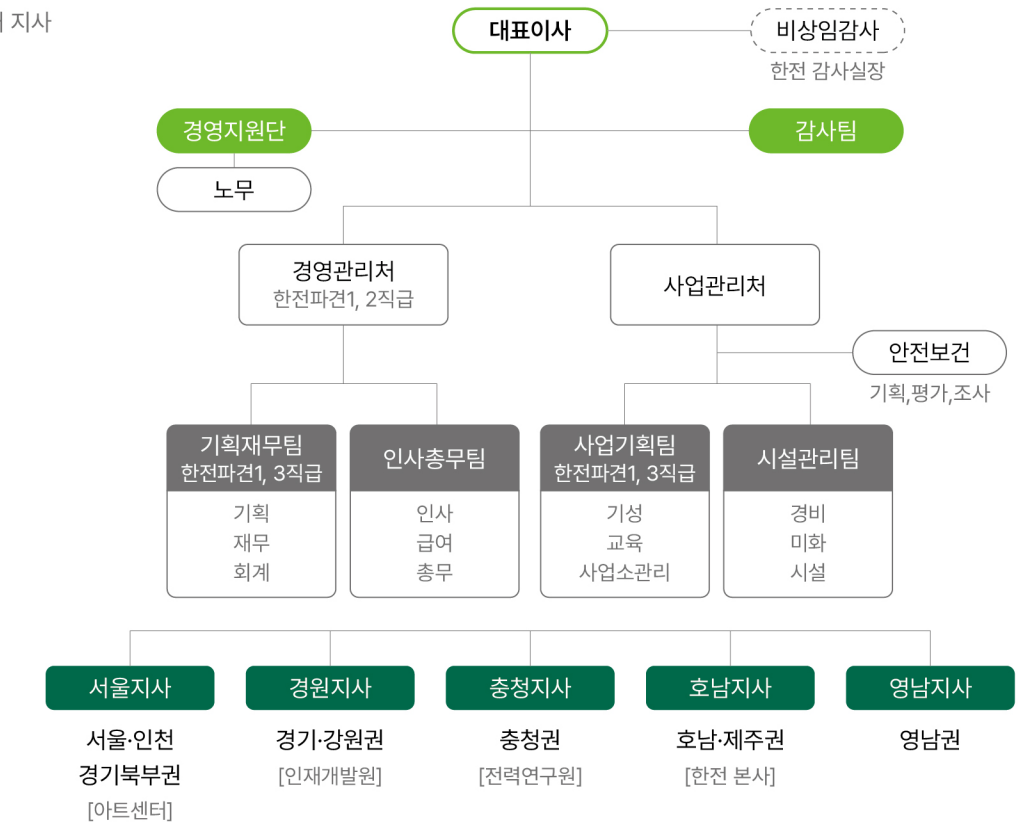 지사
대표이사
비상임감사
한전 감사실장
경영지원단
감사팀
노무
경영관리처
한전파견1, 2직급
사업관리처
안전보건
기획,평가,조사
기획재무팀
한전파견1, 3직급
기획
재무
회계
인사총무팀
인사
급여
총무
사업기획팀
한전파견1, 3직급
기성
교육
사업소관리
시설관리팀
경비
미화
시설
서울지사
서울·인천
경기북부권
[아트센터]
경원지사
경기·강원권
[인재개발원]
충청지사
충청권
[전력연구원]
호남지사
호남·제주권
[한전 본사]
영남지사
영남권